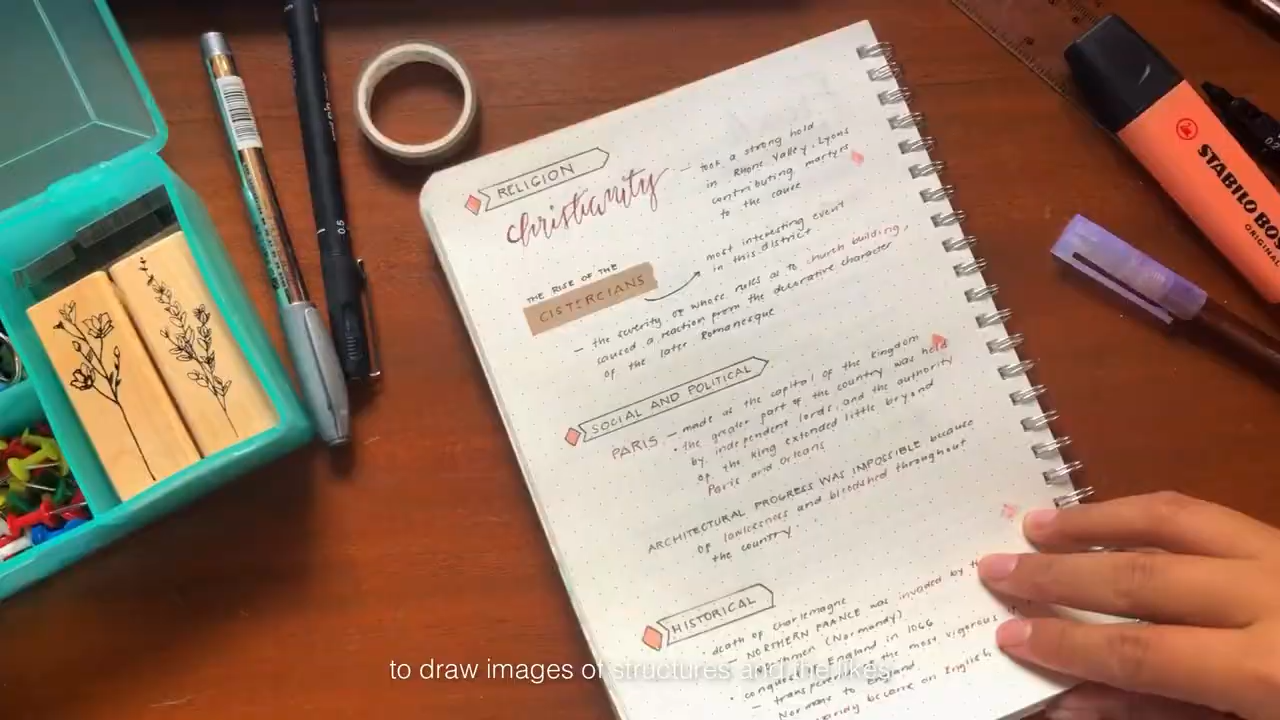 RELIGION
christianity
— took a strong hold
in Rhone Valley, Lyons
contributing martyrs
to the cause
THE RISE OF THE
CISTERCIANS
most interesting event
in this district
— the severity of whose rules as to church building,
caused a reaction from the decorative character
of the later Romanesque
SOCIAL AND POLITICAL
PARIS — made as the capital of the kingdom
• the greater part of the country was held
by independent lords, and the authority
of the king extended little beyond
Paris and Orleans
ARCHITECTURAL PROGRESS WAS IMPOSSIBLE because
of lawlessness and bloodshed throughout
the country
HISTORICAL
death of charlemagne
— NORTHERN FRANCE was invaded by
Northmen (Normandy)
• conquest of England in 1066
— the most vigorous
to England
become an English
to draw images of structures and the likes
STABILO BOSS
ORIGINAL
0.5